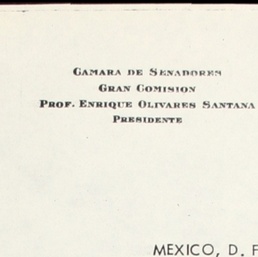 CAMARA DE SENADORES
GRAN COMISION
PROF. ENRIQUE OLIVARES SANTANA
PRESIDENTE
MEXICO, D. F